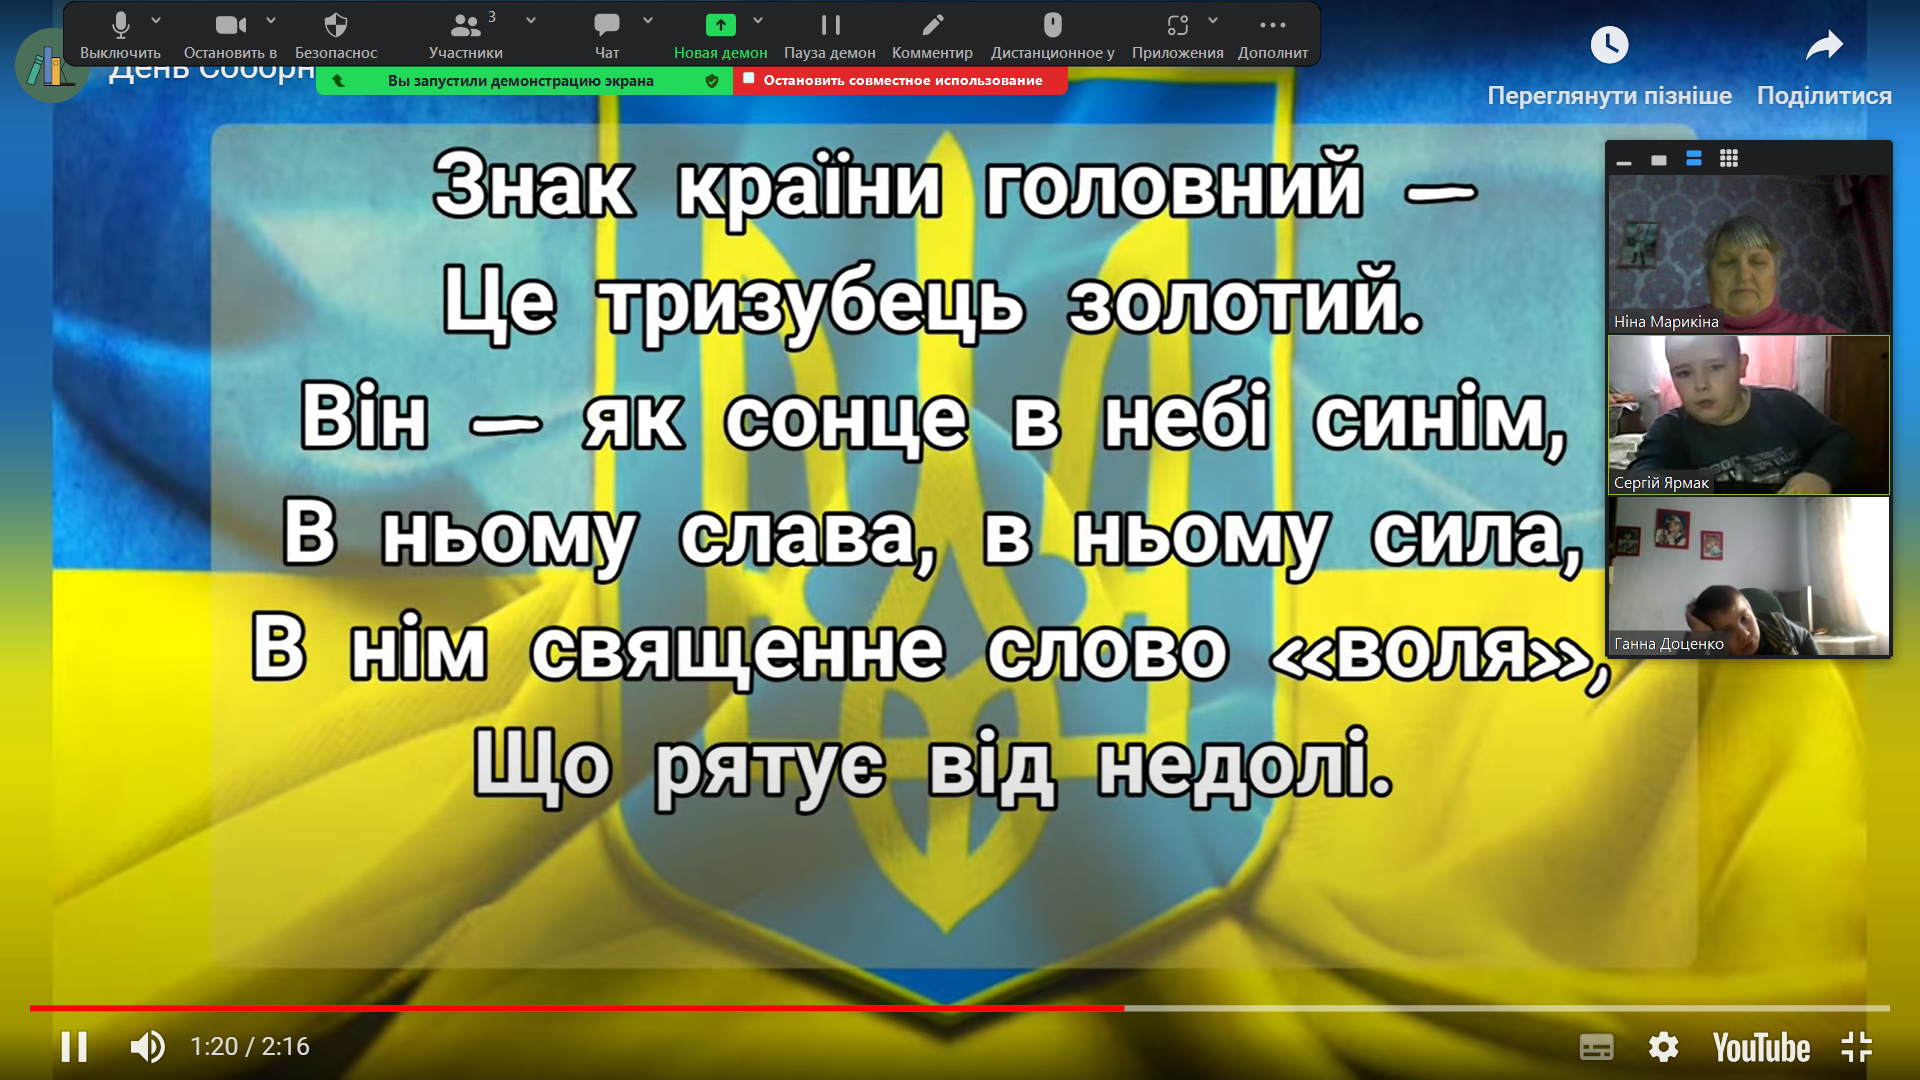 3
Выключить
Остановить в
Безопаснос
Участники
Чат
Новая демон
Пауза демон
Комментир
Дистанционное у
Приложения
Дополнит
День Соборн
Вы запустили демонстрацию экрана
Остановить совместное использование
Переглянути пізніше
Поділитися
Знак країни головний –
Це тризубець золотий.
Він – як сонце в небі синім,
В ньому слава, в ньому сила,
В нім священне слово «воля»,
Що рятує від недолі.
Ніна Марикіна
Сергій Ярмак
Ганна Доценко
1:20 / 2:16
YouTube